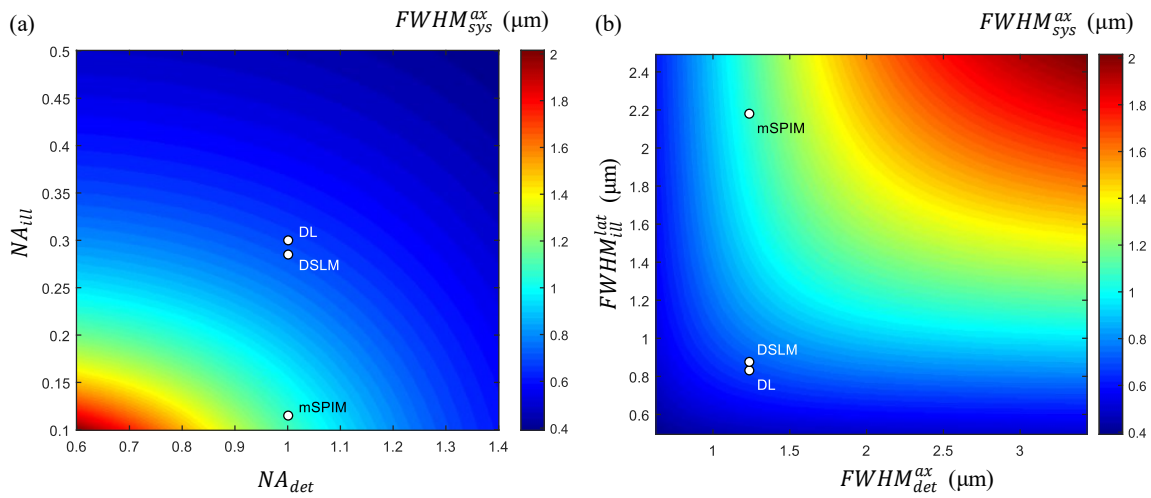 (a)
FWHM_sys^ax (μm)
0.5
0.45
0.4
0.35
0.3
0.25
0.2
0.15
0.1
NA_ill
DL
DSLM
mSPIM
0.6 0.7 0.8 0.9 1 1.1 1.2 1.3 1.4
NA_det
2
1.8
1.6
1.4
1.2
1
0.8
0.6
0.4
(b)
FWHM_sys^ax (μm)
2.4
2.2
2
1.8
1.6
1.4
1.2
1
0.8
0.6
FWHM_ill^lat (μm)
mSPIM
DSLM
DL
1 1.5 2 2.5 3
FWHM_det^ax (μm)
2
1.8
1.6
1.4
1.2
1
0.8
0.6
0.4